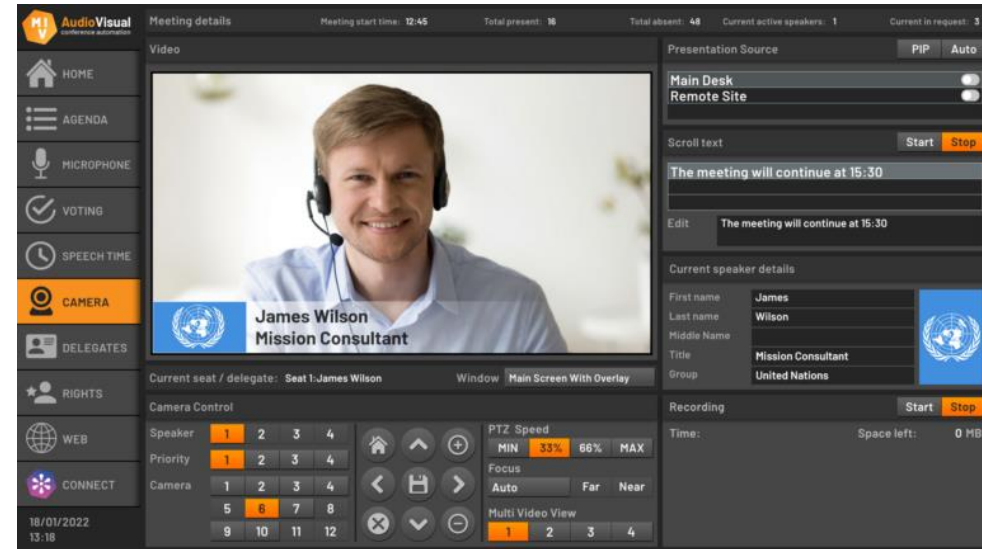 AudioVisual
conference automation
HOME
AGENDA
MICROPHONE
VOTING
SPEECH TIME
CAMERA
DELEGATES
RIGHTS
WEB
CONNECT
18/01/2022
13:18
Meeting details Meeting start time: 12:45 Total present: 16 Total absent: 48 Current active speakers: 1 Current in request: 3
Video
James Wilson
Mission Consultant
Current seat / delegate: Seat 1:James Wilson Window Main Screen With Overlay
Camera Control
Speaker 1 2 3 4
Priority 1 2 3 4
Camera 1 2 3 4
5 6 7 8
9 10 11 12
PTZ Speed
MIN 33% 66% MAX
Focus
Auto Far Near
Multi Video View
1 2 3 4
Presentation Source PIP Auto
Main Desk
Remote Site
Scroll text Start Stop
The meeting will continue at 15:30
Edit The meeting will continue at 15:30
Current speaker details
First name James
Last name Wilson
Middle Name
Title Mission Consultant
Group United Nations
Recording Start Stop
Time: Space left: 0 MB